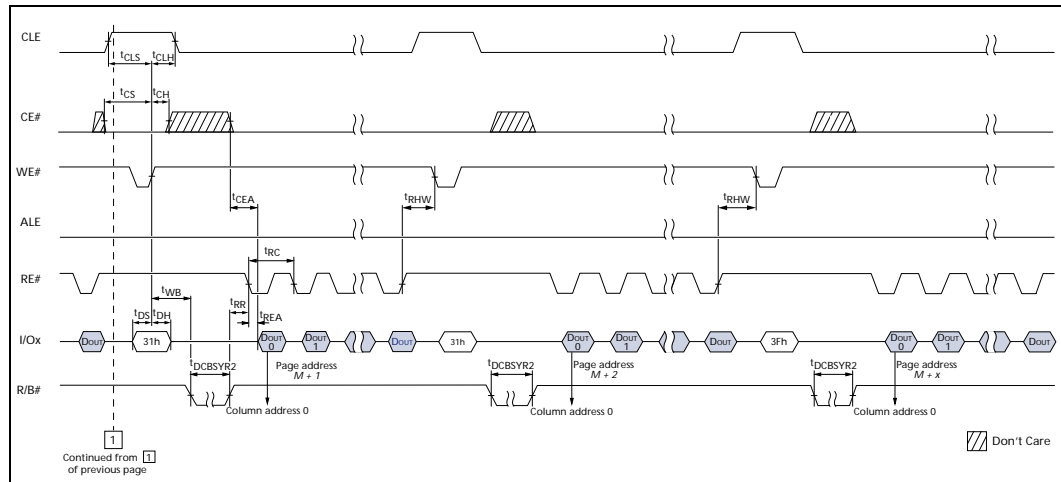 CLE
tCLS tCLH
tCS tCH
CE#
WE#
tCEA tRHW tRHW
ALE
tRC
RE#
tWB tRR tREA
tDS tDH
I/Ox DOUT 31h DOUT 0 DOUT 1 DOUT 31h DOUT 0 DOUT 1 DOUT 3Fh DOUT 0 DOUT 1 DOUT
tDCBSYR2 Page address M + 1 tDCBSYR2 Page address M + 2 tDCBSYR2 Page address M + x
R/B#
Column address 0 Column address 0 Column address 0
1
Continued from 1
of previous page
Don't Care